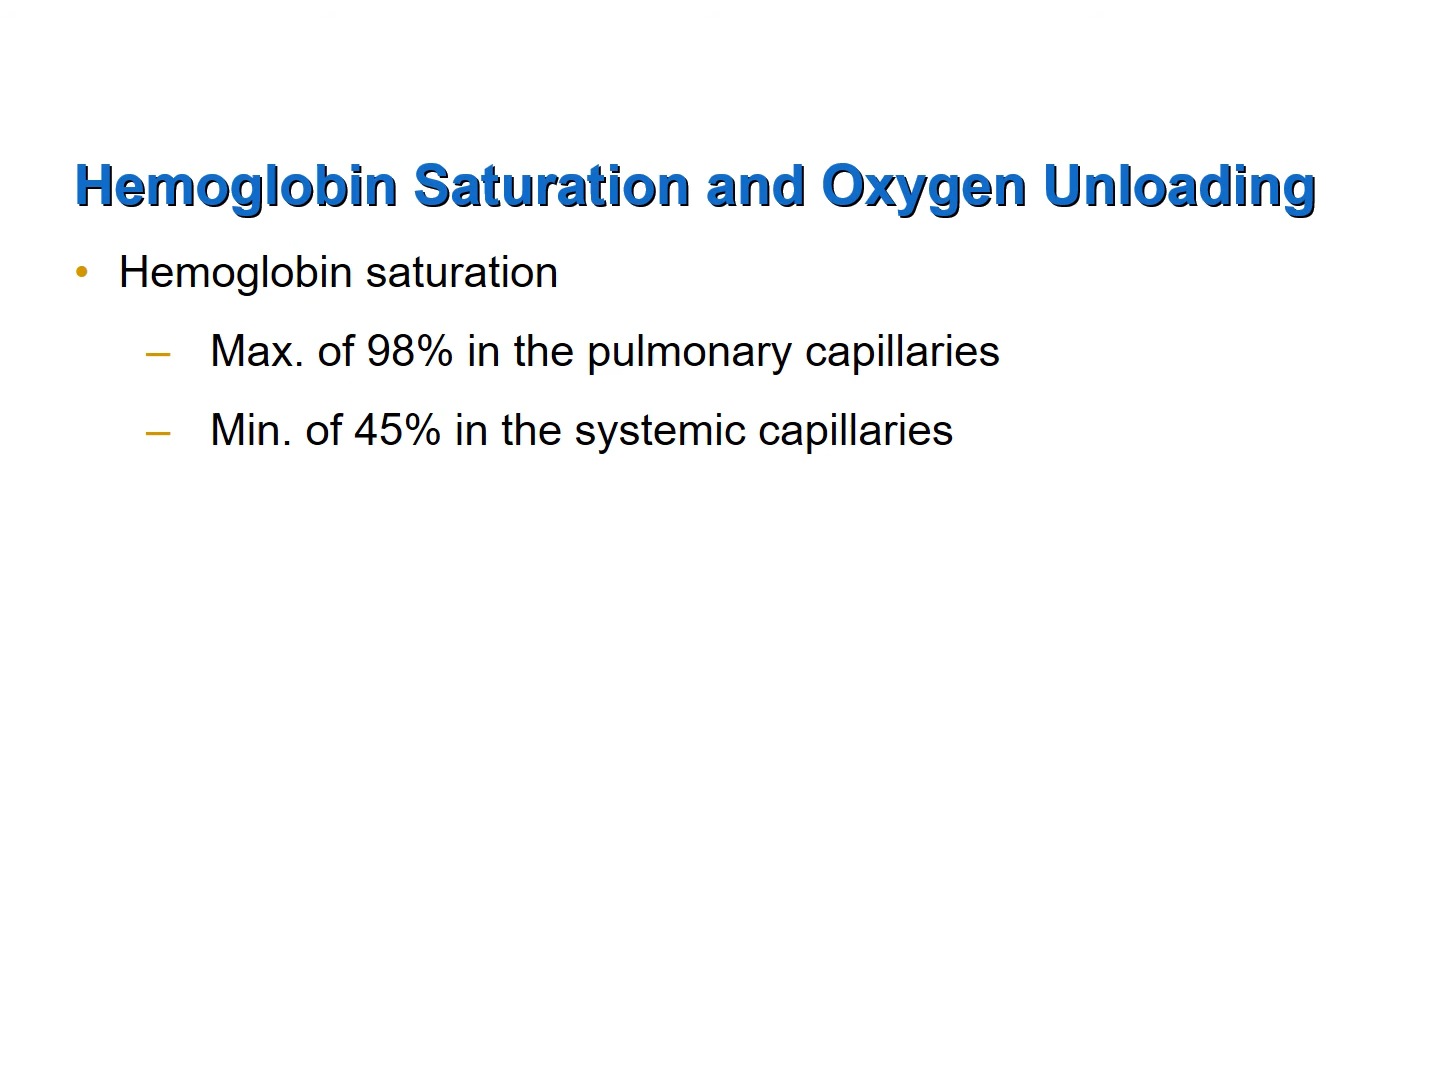 Hemoglobin Saturation and Oxygen Unloading
• Hemoglobin saturation
– Max. of 98% in the pulmonary capillaries
– Min. of 45% in the systemic capillaries